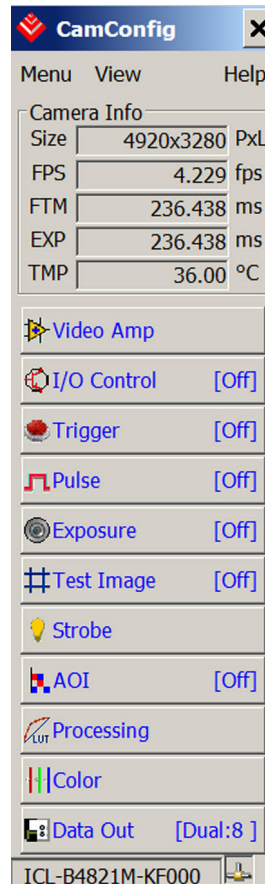 CamConfig
Menu View Help
Camera Info
Size 4920x3280 PxL
FPS 4.229 fps
FTM 236.438 ms
EXP 236.438 ms
TMP 36.00 ºC
Video Amp
I/O Control [Off]
Trigger [Off]
Pulse [Off]
Exposure [Off]
Test Image [Off]
Strobe
AOI [Off]
LUT Processing
Color
Data Out [Dual:8 ]
ICL-B4821M-KF000